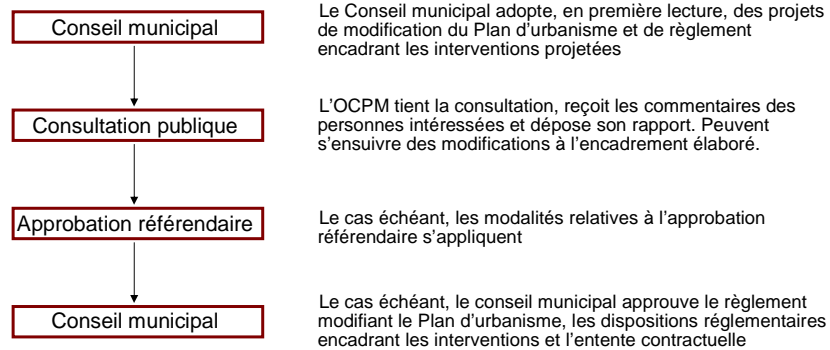 Conseil municipal
Le Conseil municipal adopte, en première lecture, des projets
de modification du Plan d'urbanisme et de règlement
encadrant les interventions projetées
Consultation publique
L'OCPM tient la consultation, reçoit les commentaires des
personnes intéressées et dépose son rapport. Peuvent
s'ensuivre des modifications à l'encadrement élaboré.
Approbation référendaire
Le cas échéant, les modalités relatives à l'approbation
référendaire s'appliquent
Conseil municipal
Le cas échéant, le conseil municipal approuve le règlement
modifiant le Plan d'urbanisme, les dispositions réglementaires
encadrant les interventions et l'entente contractuelle